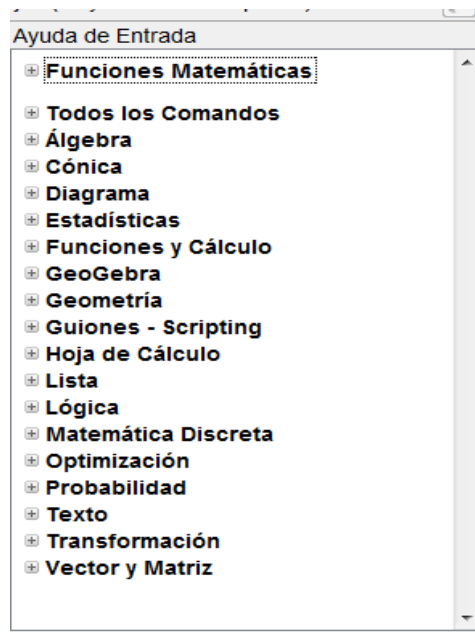 Ayuda de Entrada
Funciones Matemáticas
Todos los Comandos
Álgebra
Cónica
Diagrama
Estadísticas
Funciones y Cálculo
GeoGebra
Geometría
Guiones - Scripting
Hoja de Cálculo
Lista
Lógica
Matemática Discreta
Optimización
Probabilidad
Texto
Transformación
Vector y Matriz